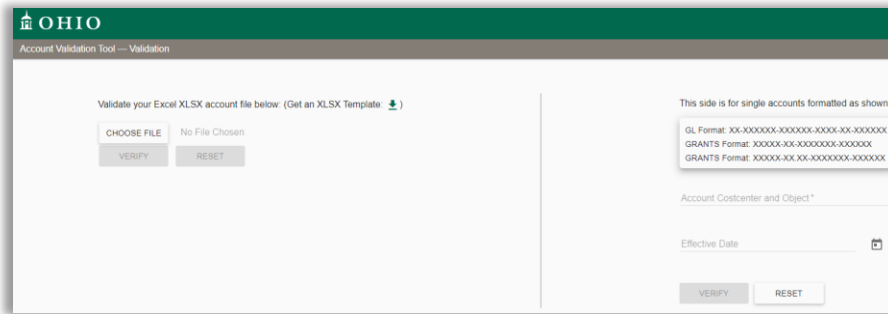 OHIO
Account Validation Tool — Validation
Validate your Excel XLSX account file below: (Get an XLSX Template: )
CHOOSE FILE No File Chosen
VERIFY RESET
This side is for single accounts formatted as shown
GL Format: XX-XXXXXX-XXXXXX-XXXX-XX-XXXXXX
GRANTS Format: XXXXX-XX-XXXXXXX-XXXXXX
GRANTS Format: XXXXX-XX.XX-XXXXXXX-XXXXXX
Account Costcenter and Object *
Effective Date
VERIFY RESET